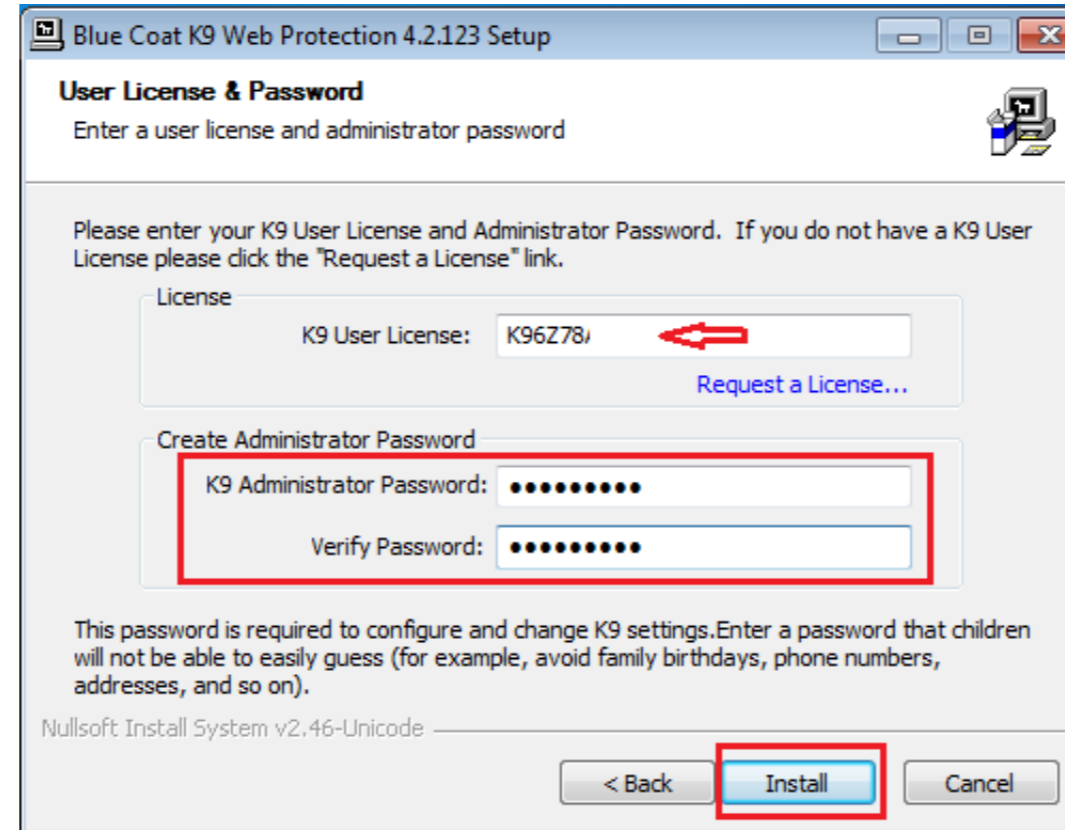 Blue Coat K9 Web Protection 4.2.123 Setup
User License & Password
Enter a user license and administrator password
Please enter your K9 User License and Administrator Password.  If you do not have a K9 User
License please click the "Request a License" link.
License
K9 User License: K96Z78
Request a License...
Create Administrator Password
K9 Administrator Password: •••••••••
Verify Password: •••••••••
This password is required to configure and change K9 settings.Enter a password that children
will not be able to easily guess (for example, avoid family birthdays, phone numbers,
addresses, and so on).
Nullsoft Install System v2.46-Unicode
< Back Install Cancel